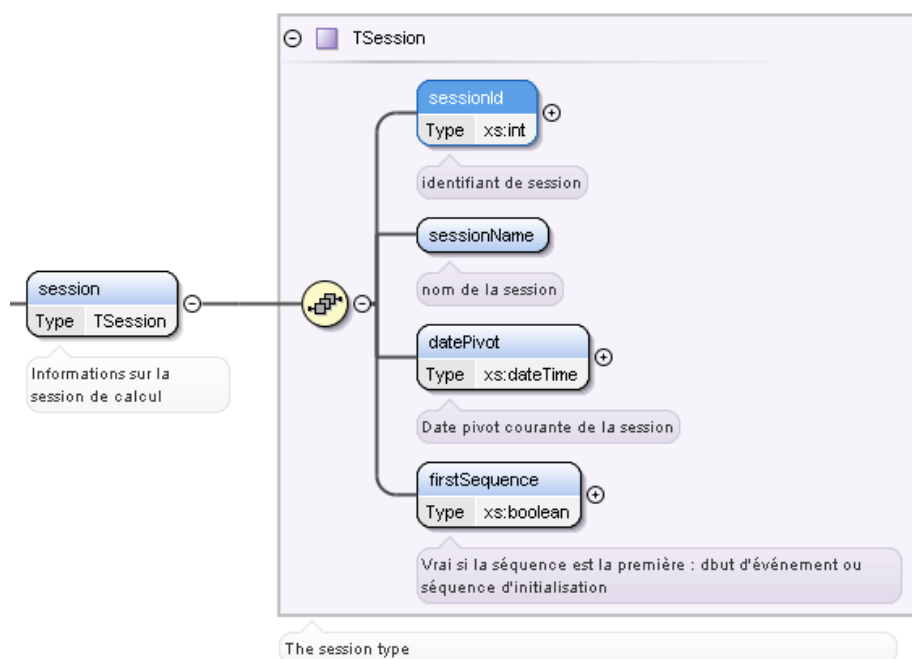 TSession
sessionId
Type xs:int
identifiant de session
sessionName
nom de la session
session
Type TSession
Informations sur la
session de calcul
datePivot
Type xs:dateTime
Date pivot courante de la session
firstSequence
Type xs:boolean
Vrai si la séquence est la première : dbut d'événement ou
séquence d'initialisation
The session type